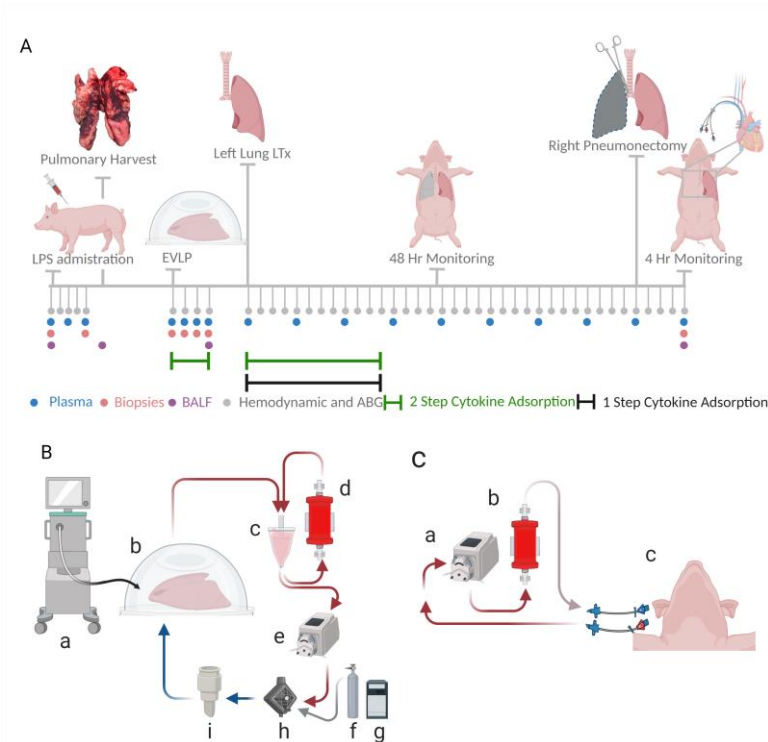 A
Pulmonary Harvest
Left Lung LTx
Right Pneumonectomy
LPS admistration
EVLP
48 Hr Monitoring
4 Hr Monitoring
Plasma
Biopsies
BALF
Hemodynamic and ABG
2 Step Cytokine Adsorption
1 Step Cytokine Adsorption
B
a
b
c
d
e
f
g
h
i
C
a
b
c